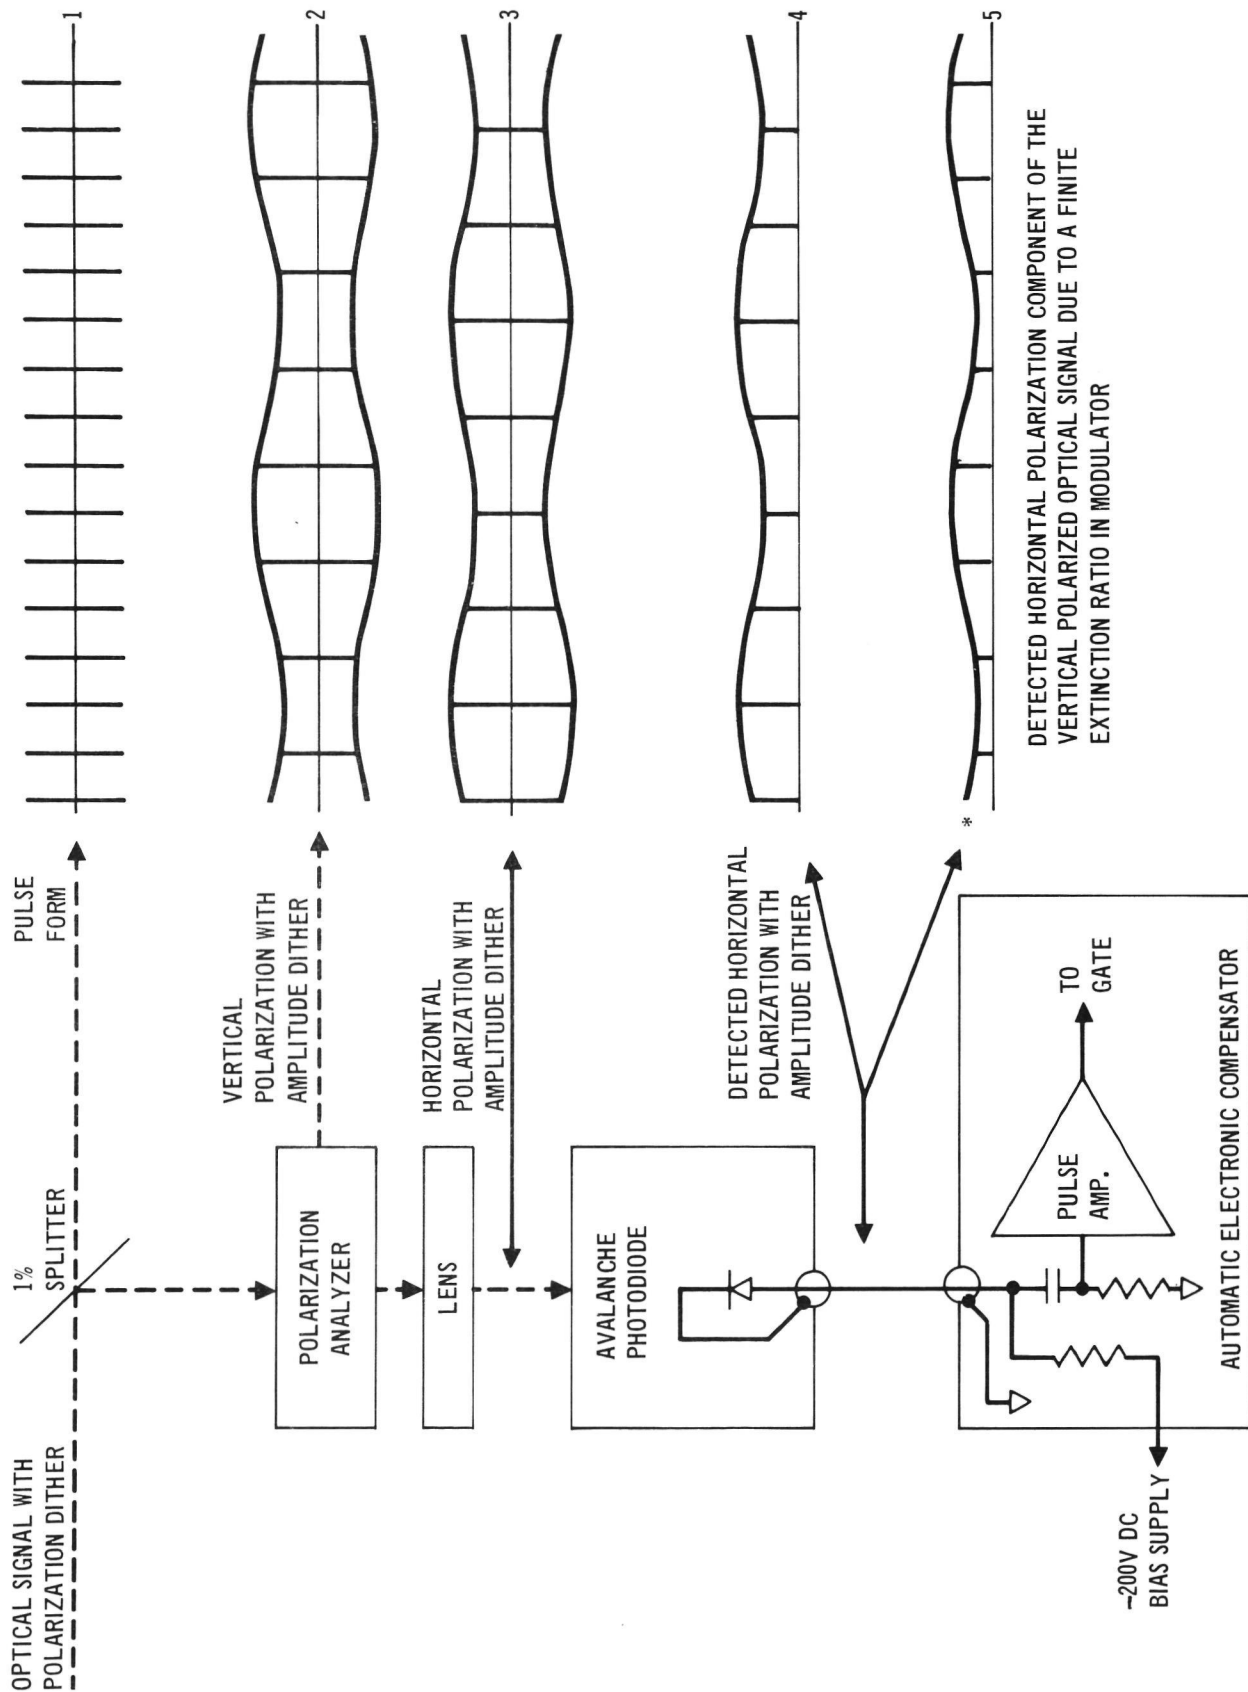 OPTICAL SIGNAL WITH
POLARIZATION DITHER
1%
SPLITTER
PULSE
FORM
1
POLARIZATION
ANALYZER
VERTICAL
POLARIZATION WITH
AMPLITUDE DITHER
2
LENS
HORIZONTAL
POLARIZATION WITH
AMPLITUDE DITHER
3
AVALANCHE
PHOTODIODE
DETECTED HORIZONTAL
POLARIZATION WITH
AMPLITUDE DITHER
4
*
5
DETECTED HORIZONTAL POLARIZATION COMPONENT OF THE
VERTICAL POLARIZED OPTICAL SIGNAL DUE TO A FINITE
EXTINCTION RATIO IN MODULATOR
PULSE
AMP.
TO
GATE
~200V DC
BIAS SUPPLY
AUTOMATIC ELECTRONIC COMPENSATOR